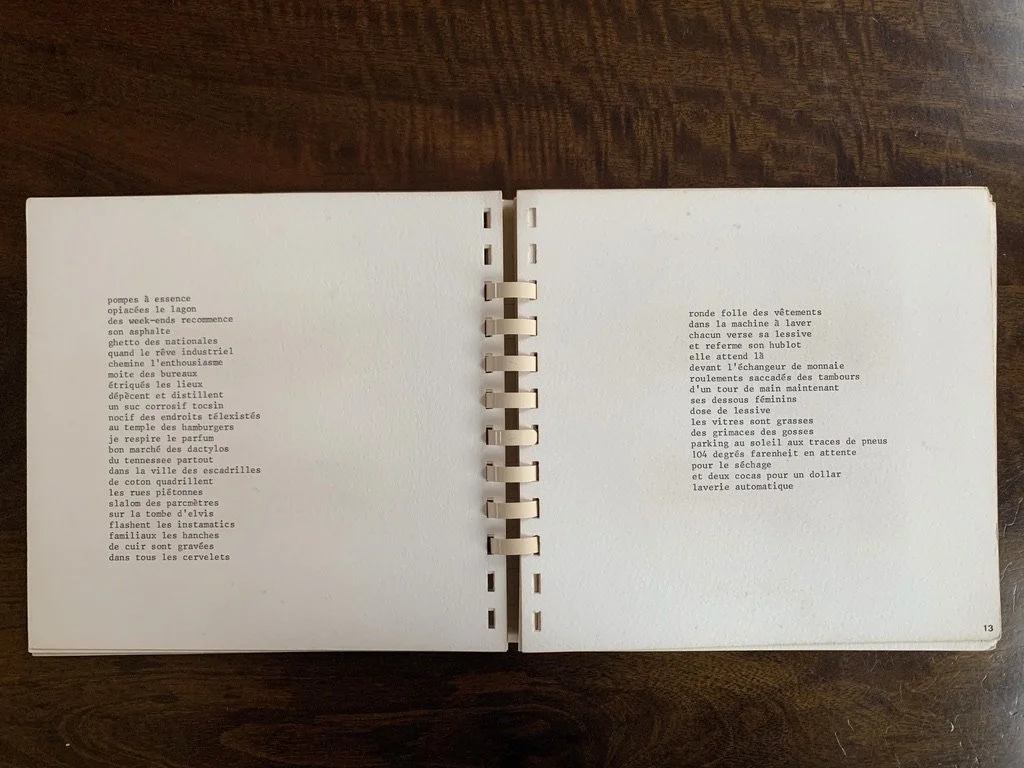 pompes à essence
opiacées le lagon
des week-ends recommence
son asphalte
ghetto des nationales
quand le rêve industriel
chemine l'enthousiasme
moite des bureaux
étriqués les lieux
dépècent et distillent
un suc corrosif tocsin
nocif des endroits télexistés
au temple des hamburgers
je respire le parfum
bon marché des dactylos
du tennessee partout
dans la ville des escadrilles
de coton quadrillent
les rues piétonnes
slalom des parcmètres
sur la tombe d'elvis
flashent les instamatics
familiaux les hanches
de cuir sont gravées
dans tous les cervelets
ronde folle des vêtements
dans la machine à laver
chacun verse sa lessive
et referme son hublot
elle attend là
devant l'échangeur de monnaie
roulements saccadés des tambours
d'un tour de main maintenant
ses dessous féminins
dose de lessive
les vitres sont grasses
des grimaces des gosses
parking au soleil aux traces de pneus
104 degrés farenheit en attente
pour le séchage
et deux cocas pour un dollar
laverie automatique
13